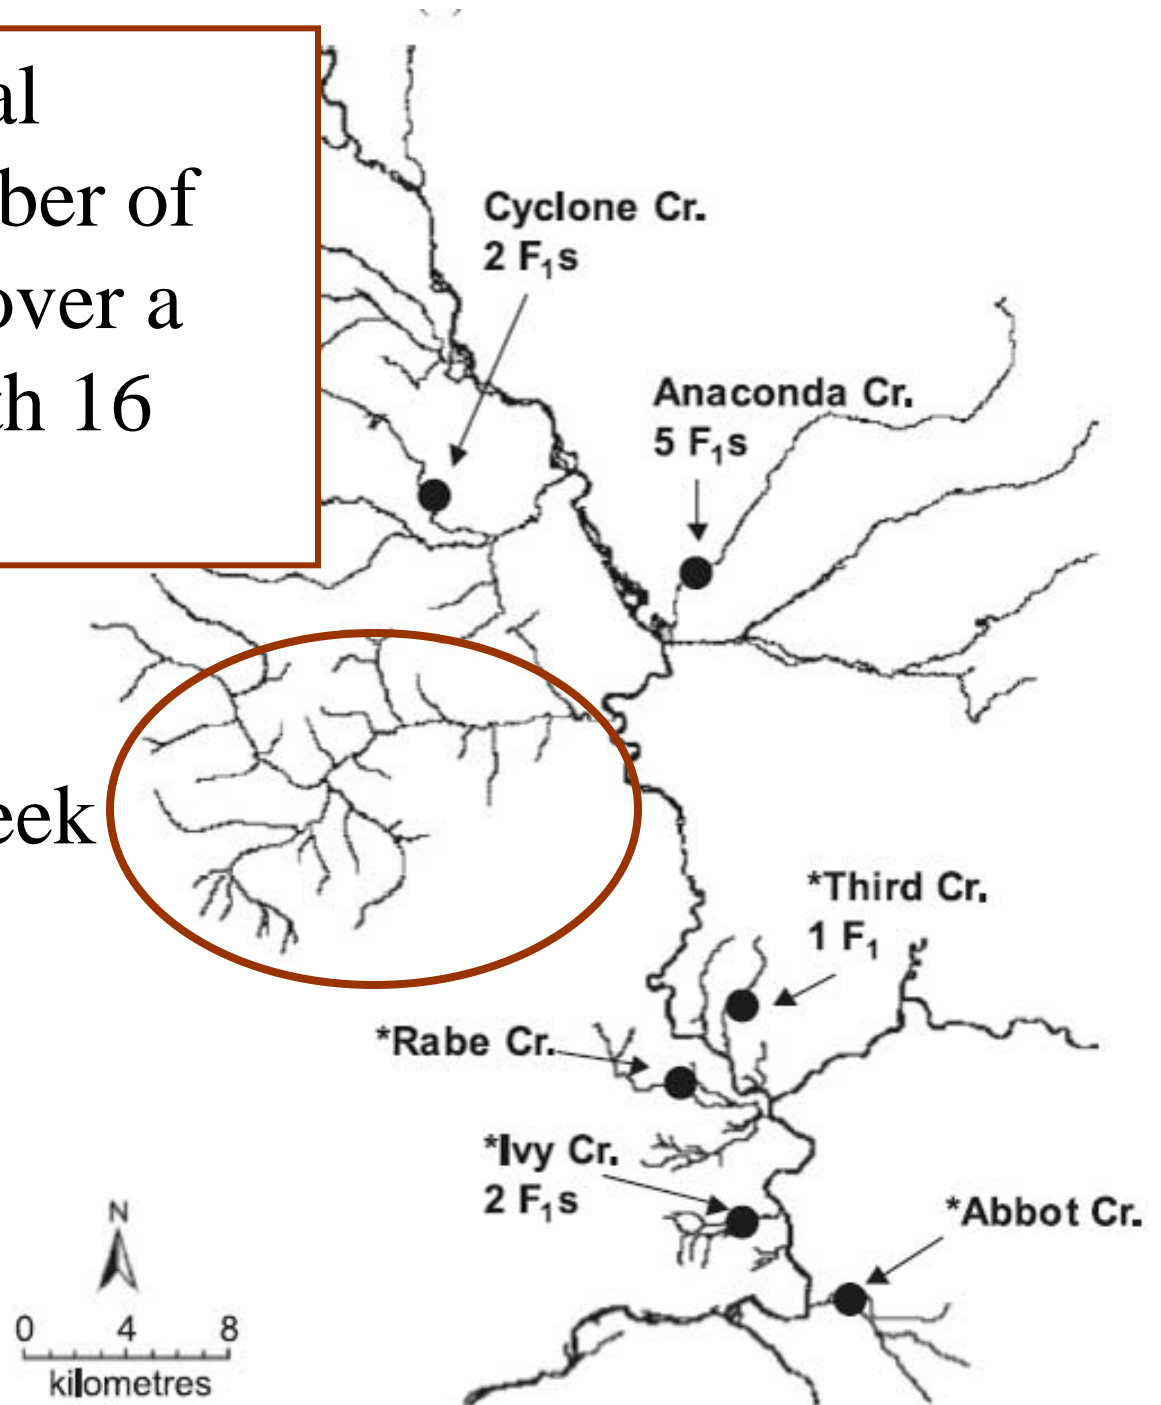 al
ber of
over a
th 16
Cyclone Cr.
2 F₁s
Anaconda Cr.
5 F₁s
eek
*Third Cr.
1 F₁
*Rabe Cr.
*Ivy Cr.
2 F₁s
*Abbot Cr.
N
0 4 8
kilometres